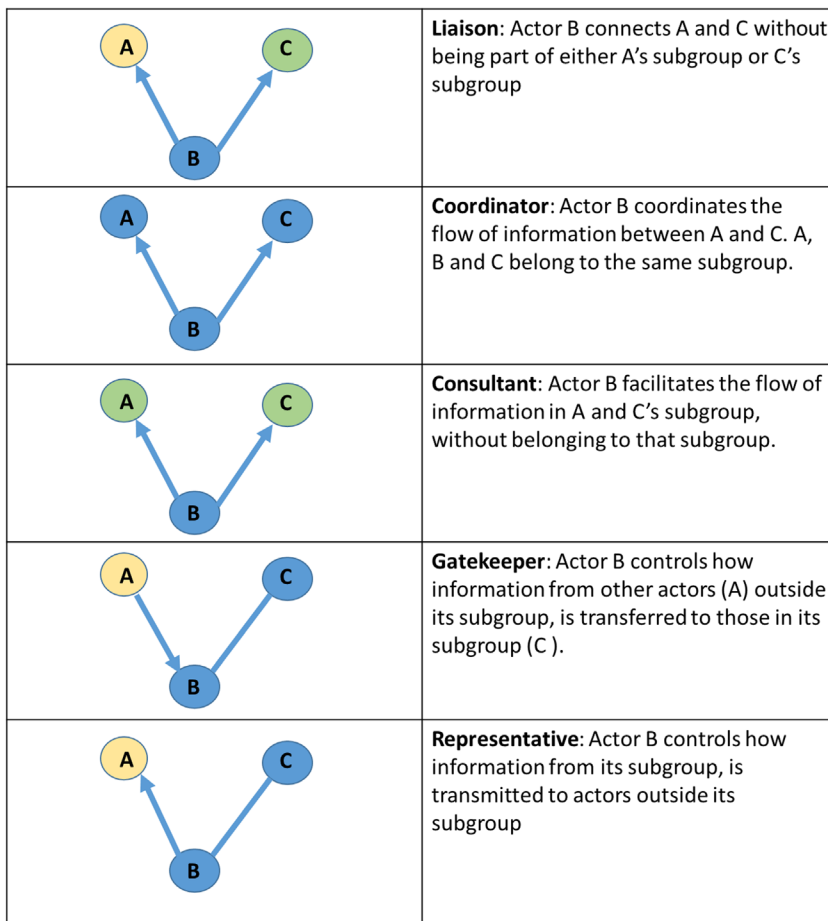 A
C
B
Liaison: Actor B connects A and C without
being part of either A's subgroup or C's
subgroup
A
C
B
Coordinator: Actor B coordinates the
flow of information between A and C. A,
B and C belong to the same subgroup.
A
C
B
Consultant: Actor B facilitates the flow of
information in A and C's subgroup,
without belonging to that subgroup.
A
C
B
Gatekeeper: Actor B controls how
information from other actors (A) outside
its subgroup, is transferred to those in its
subgroup (C ).
A
C
B
Representative: Actor B controls how
information from its subgroup, is
transmitted to actors outside its
subgroup